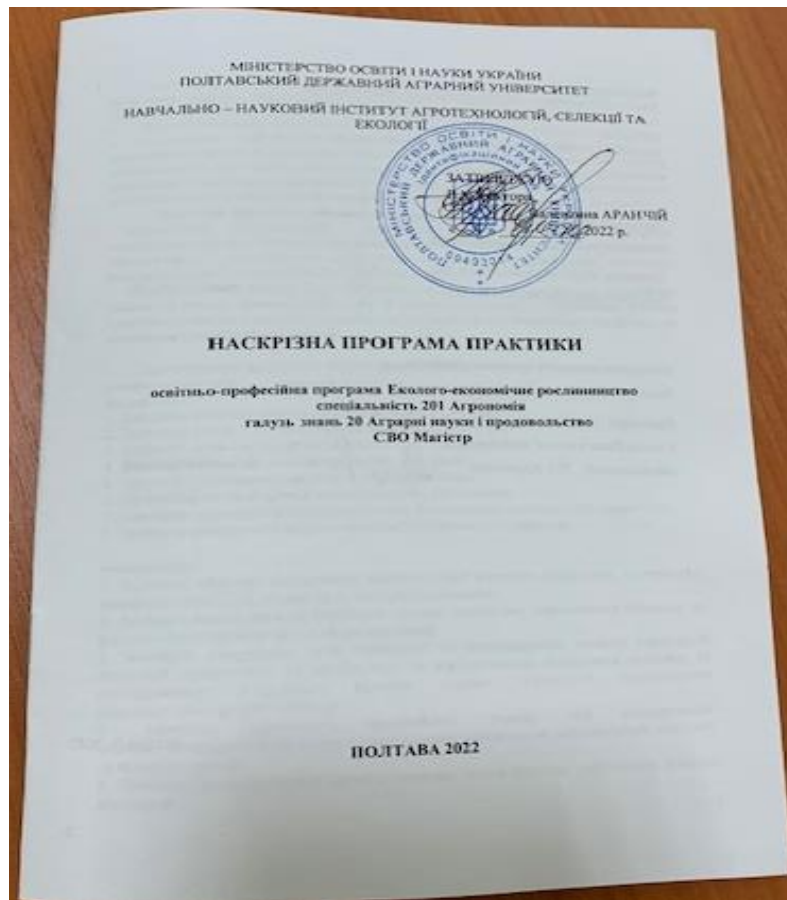 МІНІСТЕРСТВО ОСВІТИ І НАУКИ УКРАЇНИ
ПОЛТАВСЬКИЙ ДЕРЖАВНИЙ АГРАРНИЙ УНІВЕРСИТЕТ
НАВЧАЛЬНО – НАУКОВИЙ ІНСТИТУТ АГРОТЕХНОЛОГІЙ, СЕЛЕКЦІЇ ТА
ЕКОЛОГІЇ
ЗАТВЕРДЖУЮ
АРАНЧІЙ
2022 р.
НАСКРІЗНА ПРОГРАМА ПРАКТИКИ
освітньо-професійна програма Еколого-економічне рослинництво
спеціальність 201 Агрономія
галузь знань 20 Аграрні науки і продовольство
СВО Магістр
ПОЛТАВА 2022